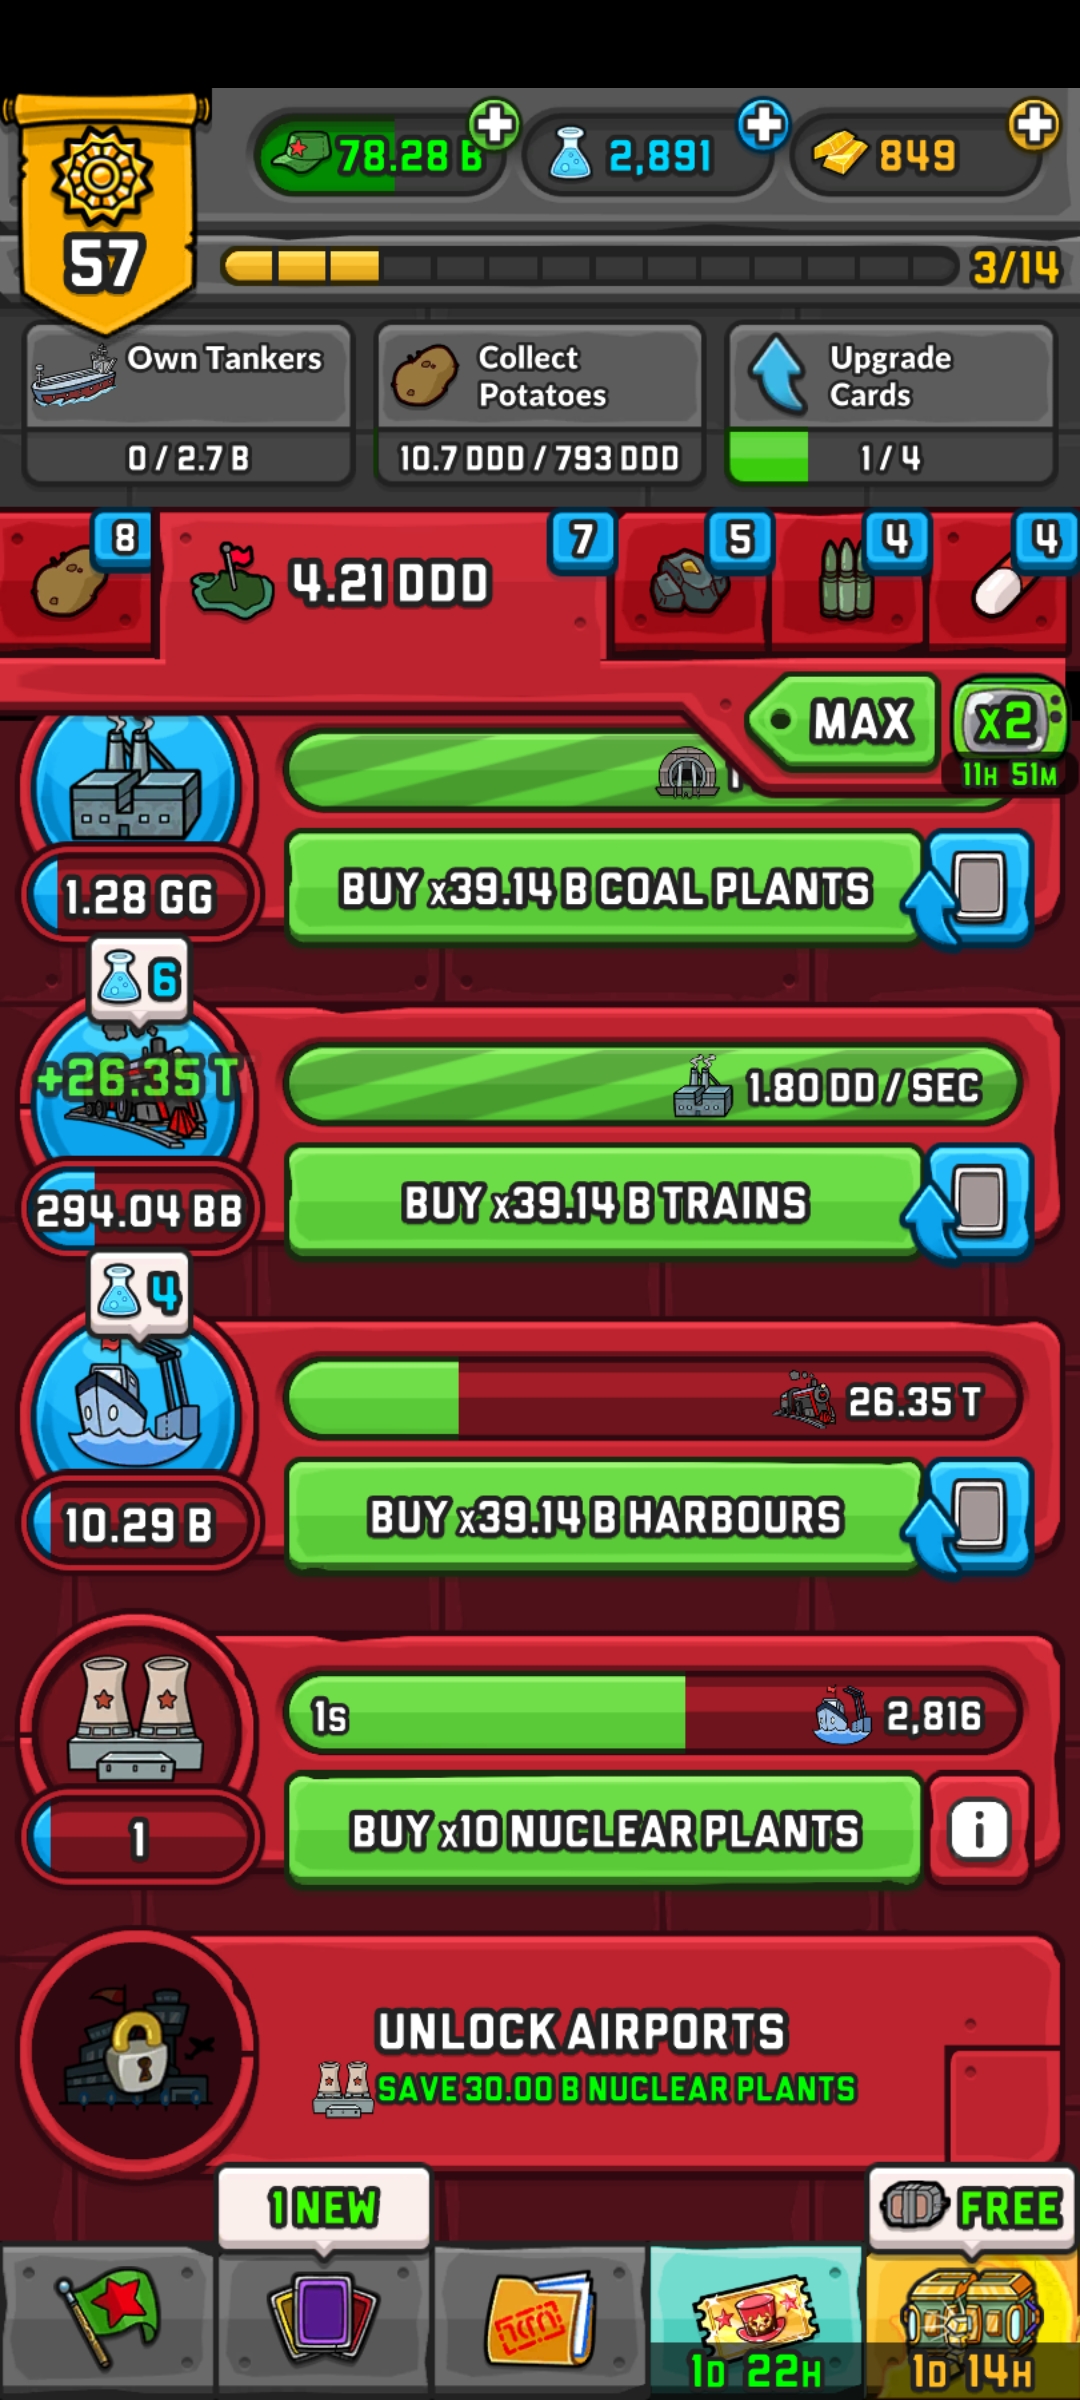 57
78.28 B
2,891
849
3/14
Own Tankers
0 / 2.7 B
Collect
Potatoes
10.7 DDD / 793 DDD
Upgrade
Cards
1 / 4
8
4.21 DDD
7
5
4
4
MAX
x2
11H 51M
1.28 GG
BUY x39.14 B COAL PLANTS
6
+26.35 T
1.80 DD / SEC
294.04 BB
BUY x39.14 B TRAINS
4
26.35 T
10.29 B
BUY x39.14 B HARBOURS
1s
2,816
1
BUY x10 NUCLEAR PLANTS
i
UNLOCK AIRPORTS
SAVE 30.00 B NUCLEAR PLANTS
1 NEW
FREE
1D 22H
1D 14H